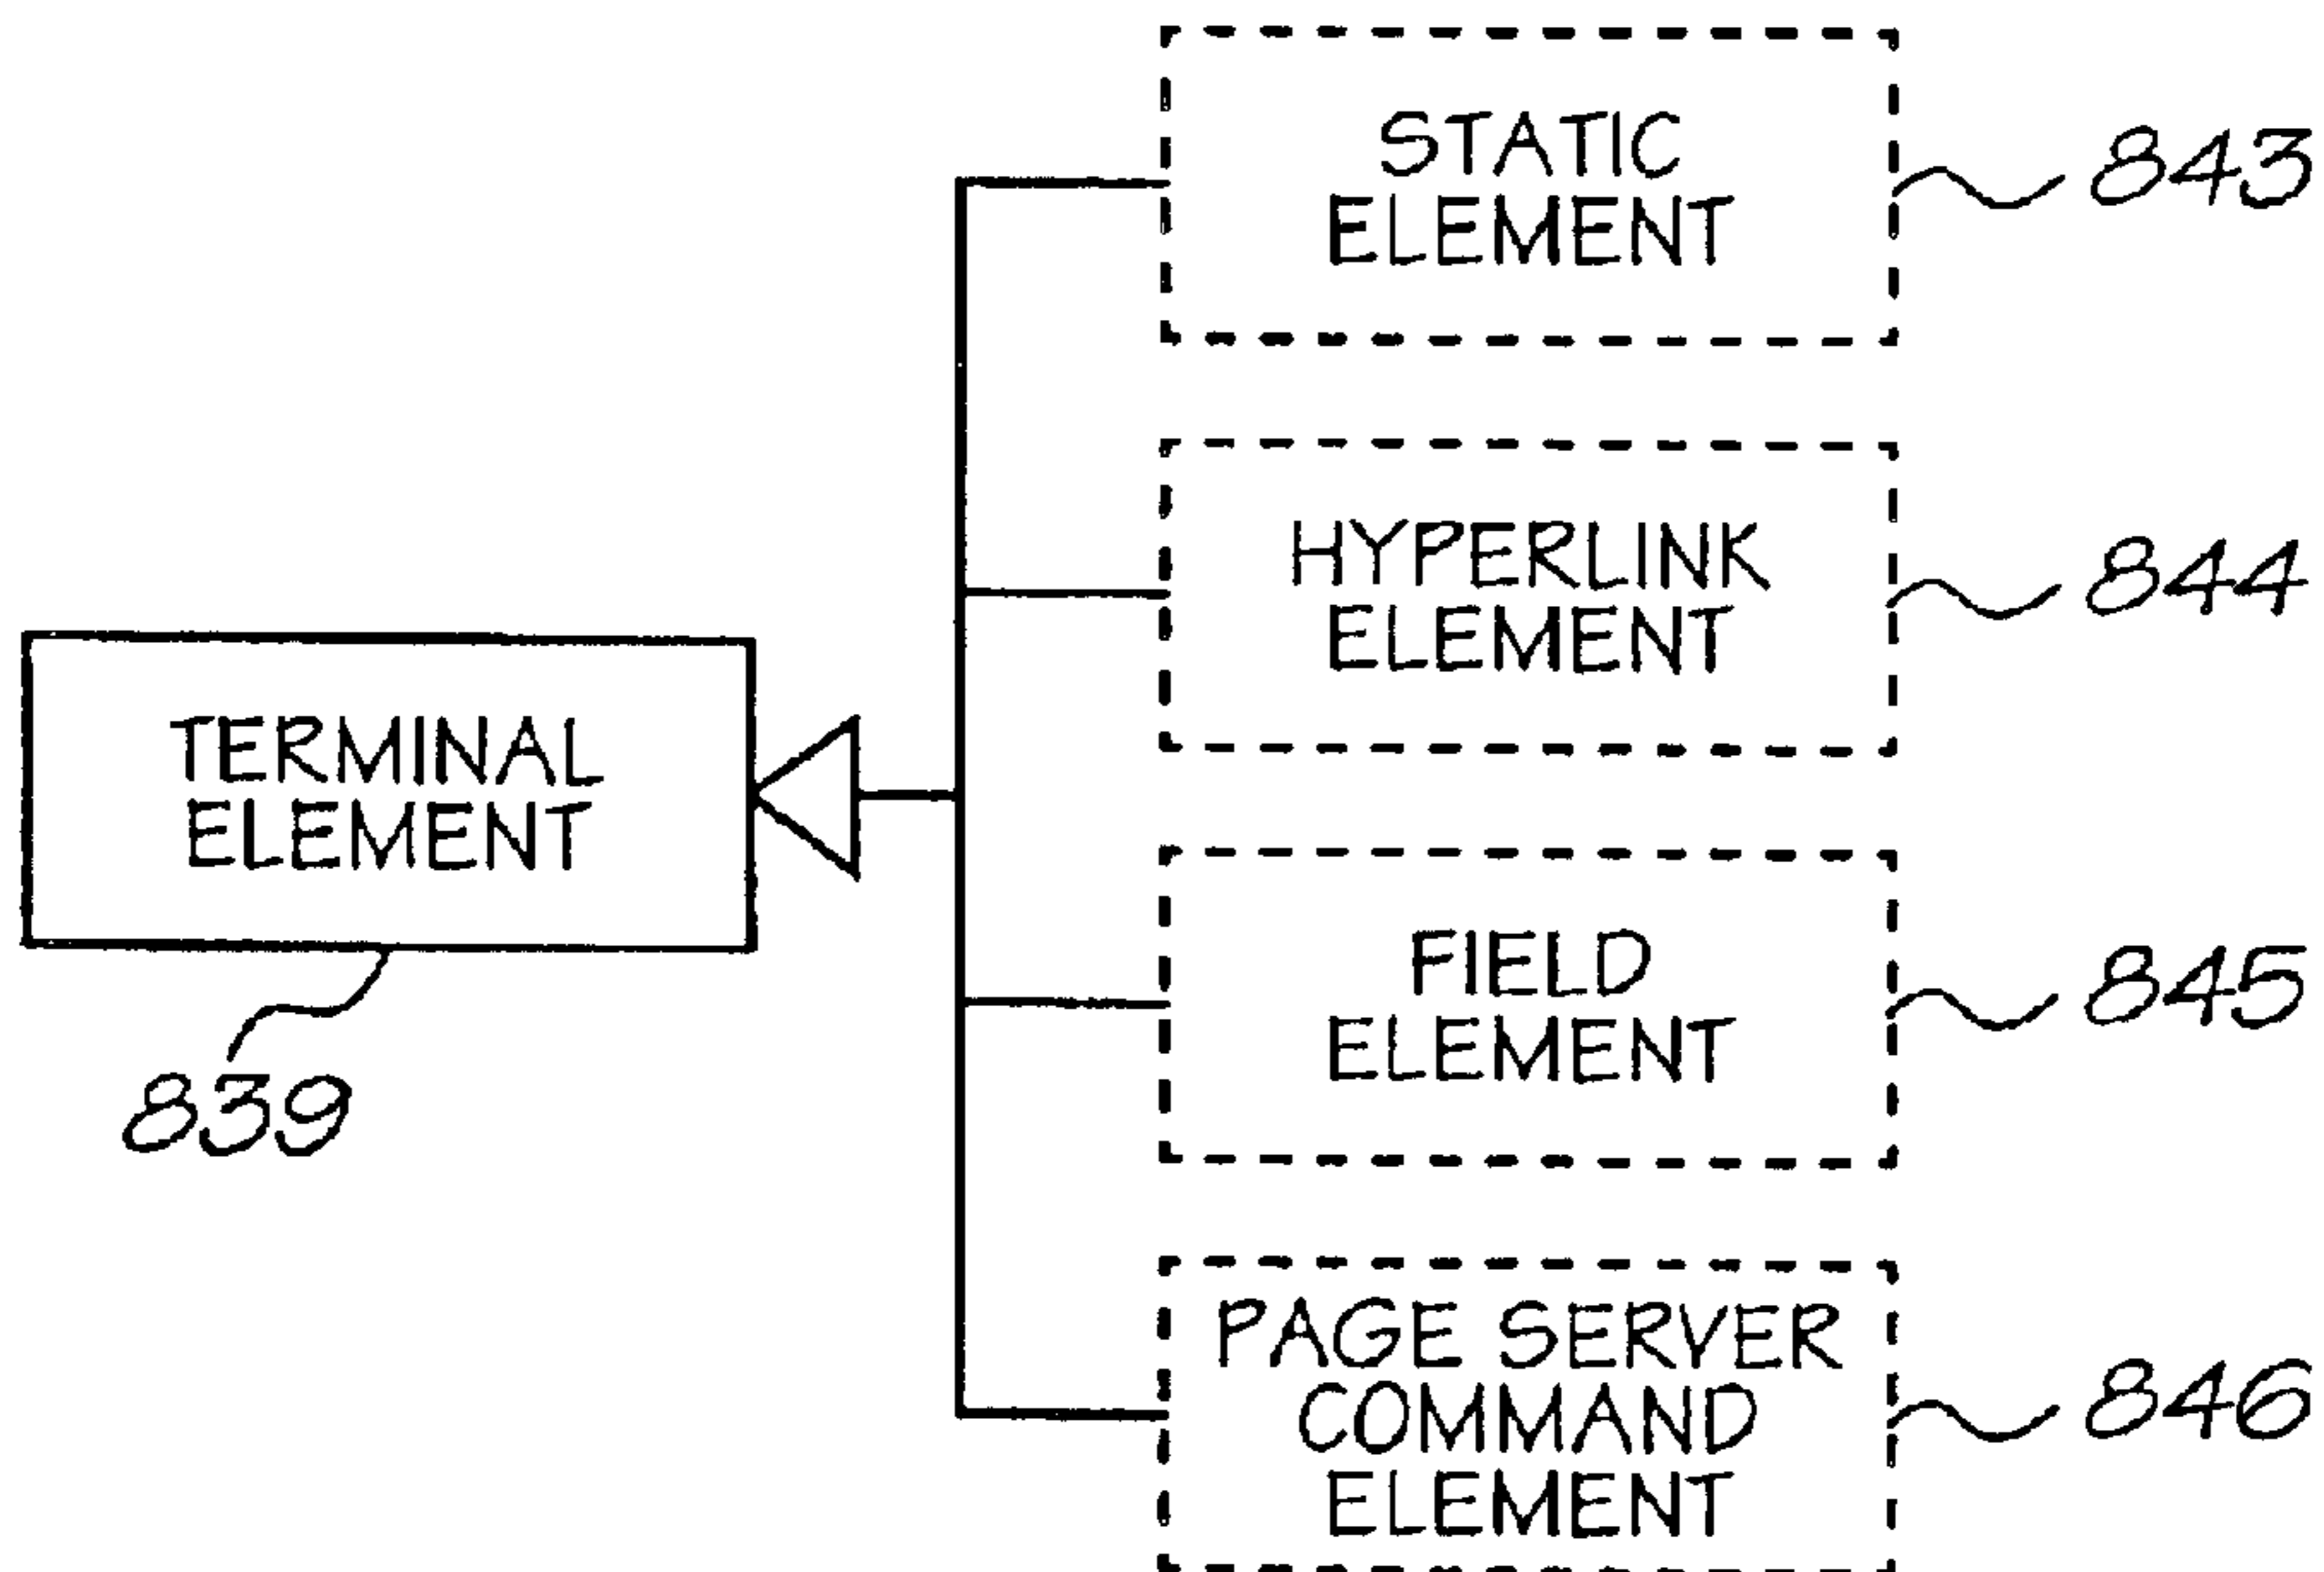 STATIC
ELEMENT
843
HYPERLINK
ELEMENT
844
TERMINAL
ELEMENT
839
FIELD
ELEMENT
845
PAGE SERVER
COMMAND
ELEMENT
846